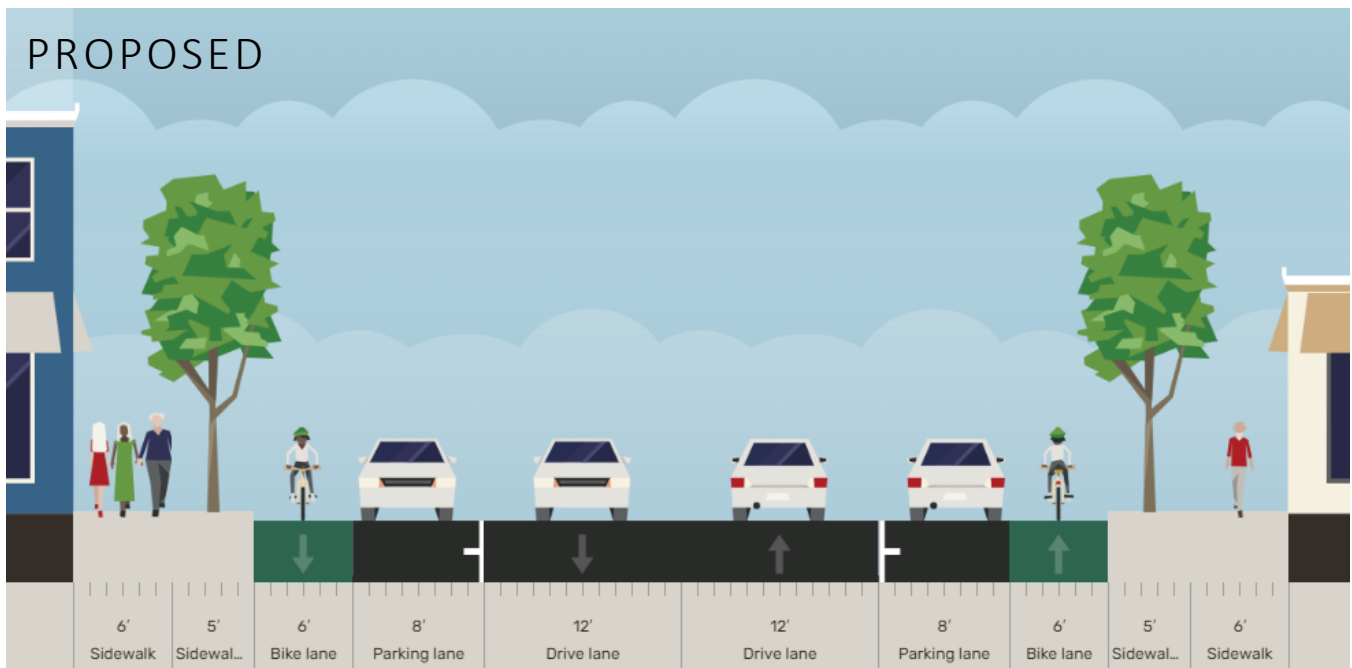 PROPOSED
6' 5' 6' 8' 12' 12' 8' 6' 5' 6'
Sidewalk Sidewal... Bike lane Parking lane Drive lane Drive lane Parking lane Bike lane Sidewal... Sidewalk